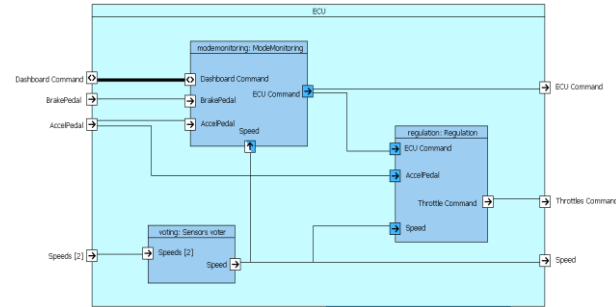 ECU
modemonitoring: ModeMonitoring
Dashboard Command
Dashboard Command
ECU Command
ECU Command
BrakePedal
BrakePedal
AccelPedal
AccelPedal
Speed
regulation: Regulation
ECU Command
AccelPedal
Throttle Command
Throttles Command
Speed
voting: Sensors voter
Speeds [2]
Speeds [2]
Speed
Speed